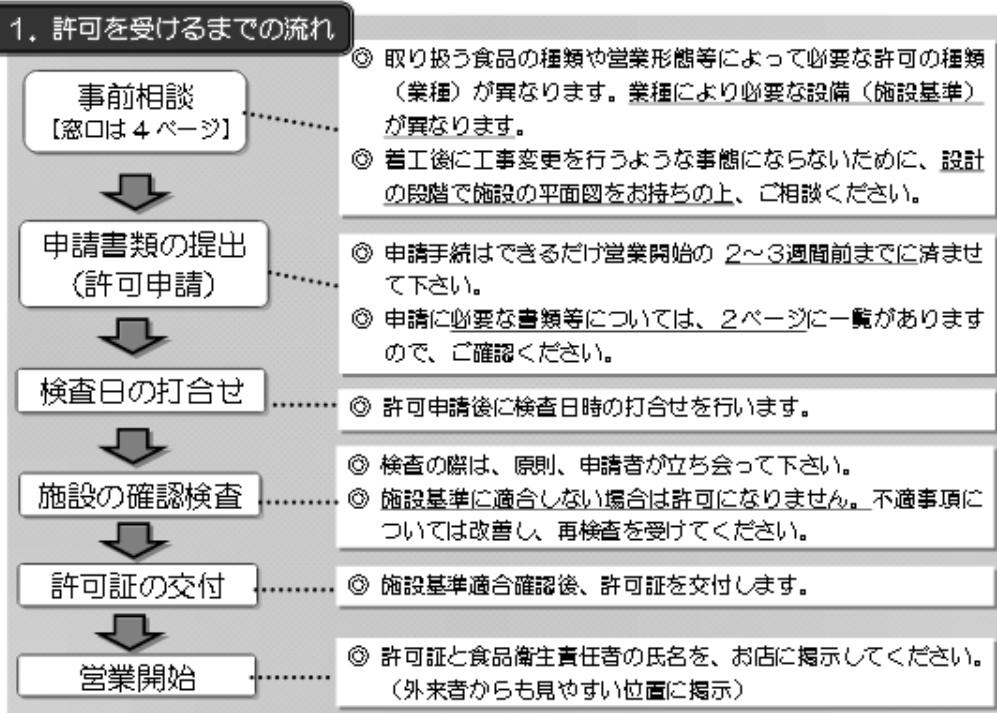 1．許可を受けるまでの流れ
事前相談
【窓口は４ページ】
◎ 取り扱う食品の種類や営業形態等によって必要な許可の種類
（業種）が異なります。業種により必要な設備（施設基準）
が異なります。
◎ 着工後に工事変更を行うような事態にならないために、設計
の段階で施設の平面図をお持ちの上、ご相談ください。
申請書類の提出
（許可申請）
◎ 申請手続はできるだけ営業開始の ２～３週間前までに済ませ
て下さい。
◎ 申請に必要な書類等については、２ページに一覧があります
ので、ご確認ください。
検査日の打合せ
◎ 許可申請後に検査日時の打合せを行います。
施設の確認検査
◎ 検査の際は、原則、申請者が立ち会って下さい。
◎ 施設基準に適合しない場合は許可になりません。不適事項に
ついては改善し、再検査を受けてください。
許可証の交付
◎ 施設基準適合確認後、許可証を交付します。
営業開始
◎ 許可証と食品衛生責任者の氏名を、お店に掲示してください。
（外来者からも見やすい位置に掲示）